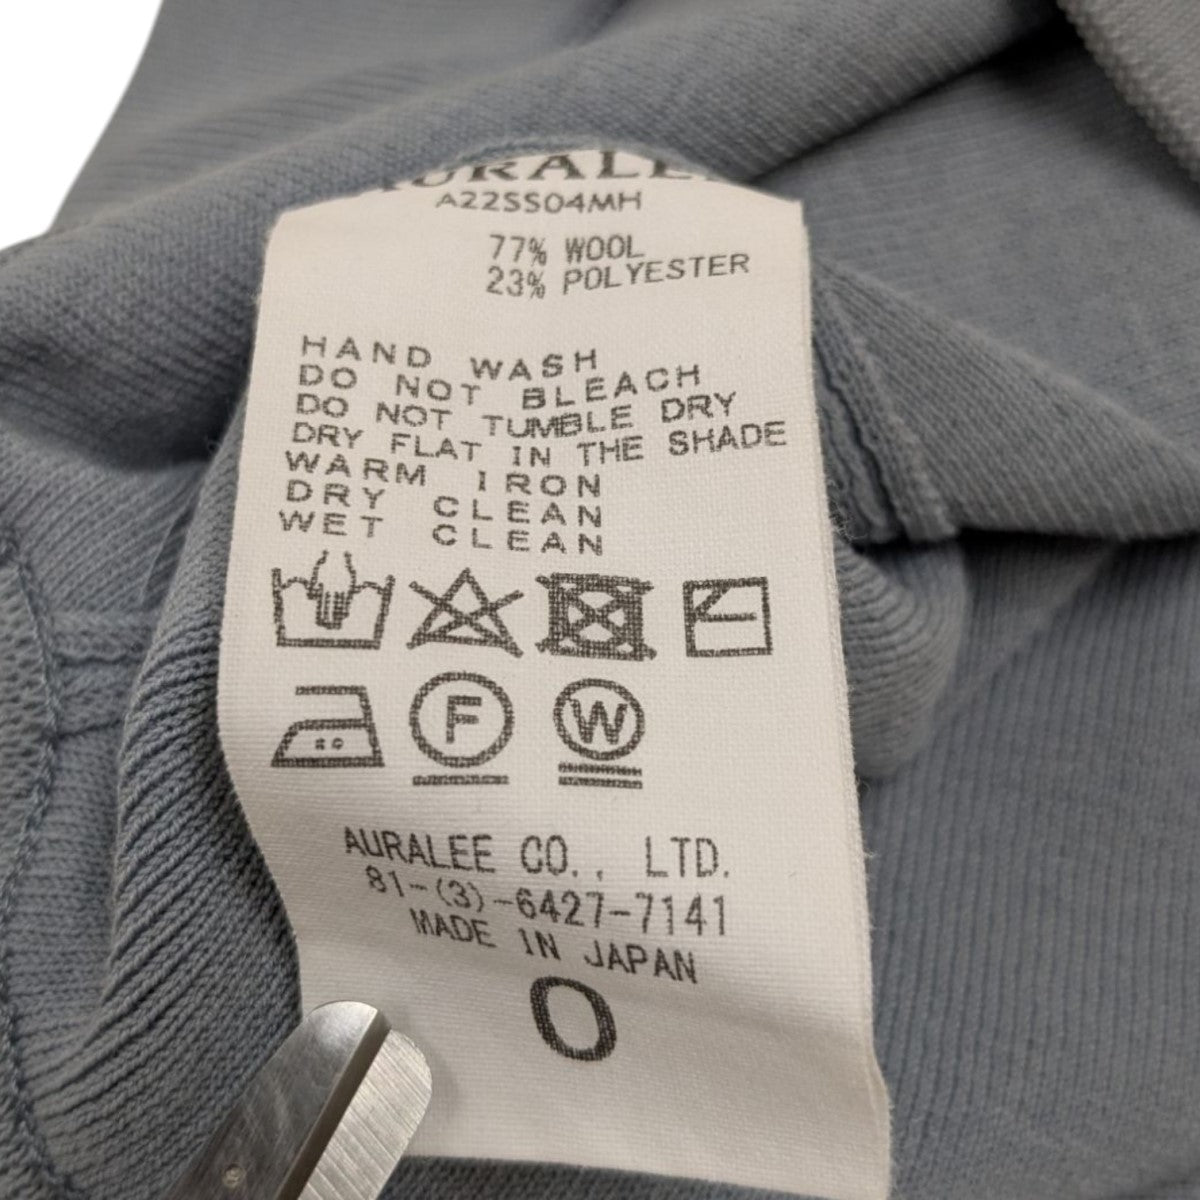 AURALEE
A22SS04MH
77% WOOL
23% POLYESTER
HAND WASH
DO NOT BLEACH
DO NOT TUMBLE DRY
DRY FLAT IN THE SHADE
WARM IRON
DRY CLEAN
WET CLEAN
F W
AURALEE CO., LTD.
81-(3)-6427-7141
MADE IN JAPAN
0